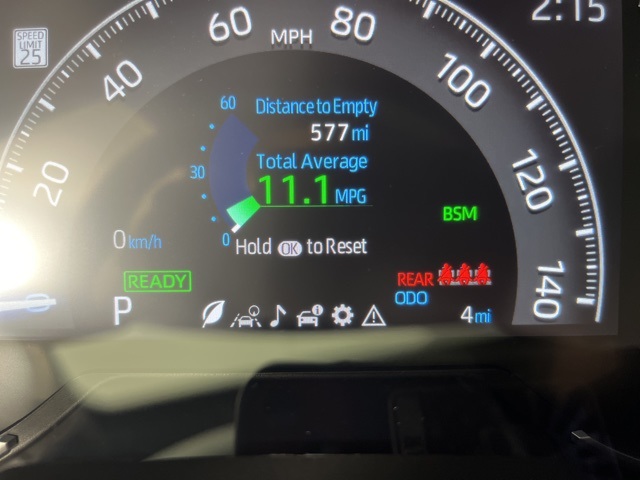 2:15
SPEED
LIMIT
25
60
MPH
80
40
100
20
120
140
60
30
0
Distance to Empty
577 mi
Total Average
11.1 MPG
Hold OK to Reset
BSM
0 km/h
READY
P
REAR
ODO
4 mi